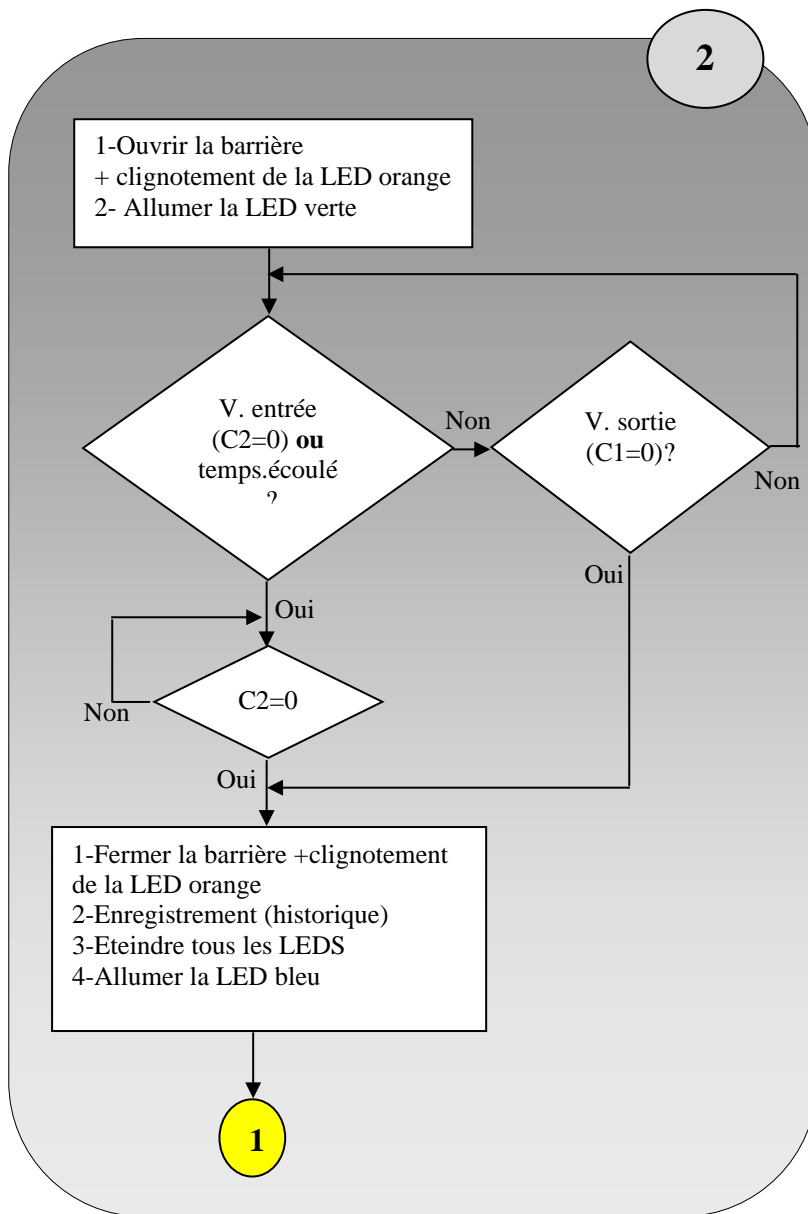 2
1-Ouvrir la barrière
+ clignotement de la LED orange
2- Allumer la LED verte
V. entrée
(C2=0) ou
temps.écoulé
?
Non
V. sortie
(C1=0)?
Non
Oui
Oui
C2=0
Non
Oui
1-Fermer la barrière +clignotement
de la LED orange
2-Enregistrement (historique)
3-Eteindre tous les LEDS
4-Allumer la LED bleu
1